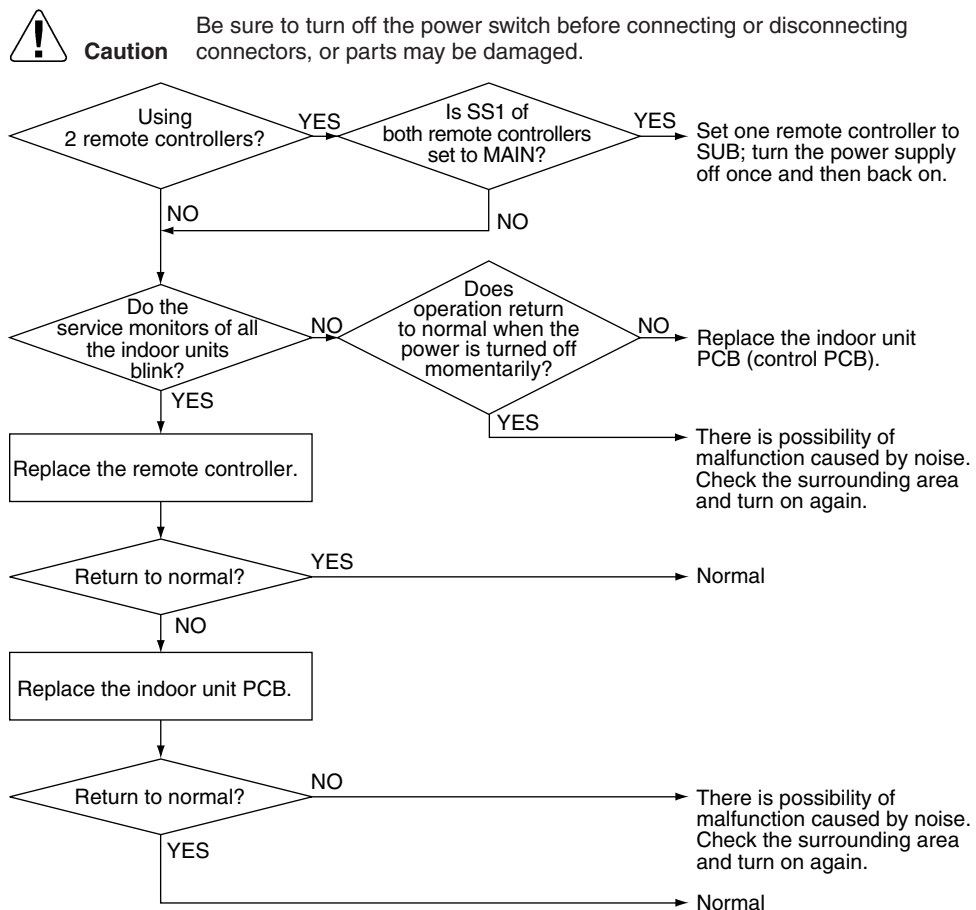 Be sure to turn off the power switch before connecting or disconnecting
Caution
connectors, or parts may be damaged.
Using
2 remote controllers?
YES
Is SS1 of
both remote controllers
set to MAIN?
YES
Set one remote controller to
SUB; turn the power supply
off once and then back on.
NO
NO
Do the
service monitors of all
the indoor units
blink?
NO
Does
operation return
to normal when the
power is turned off
momentarily?
NO
Replace the indoor unit
PCB (control PCB).
YES
YES
There is possibility of
malfunction caused by noise.
Check the surrounding area
and turn on again.
Replace the remote controller.
Return to normal?
YES
Normal
NO
Replace the indoor unit PCB.
Return to normal?
NO
There is possibility of
malfunction caused by noise.
Check the surrounding area
and turn on again.
YES
Normal